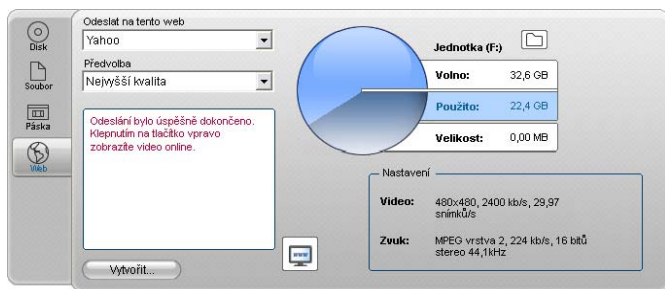 Disk
Soubor
Páska
Web
Odeslat na tento web
Yahoo
Předvolba
Nejvyšší kvalita
Odeslání bylo úspěšně dokončeno.
Klepnutím na tlačítko vpravo
zobrazíte video online.
Vytvořit...
www
Jednotka (F:)
Volno: 32,6 GB
Použito: 22,4 GB
Velikost: 0,00 MB
Nastavení
Video: 480x480, 2400 kb/s, 29,97
snímků/s
Zvuk: MPEG vrstva 2, 224 kb/s, 16 bitů
stereo 44,1kHz